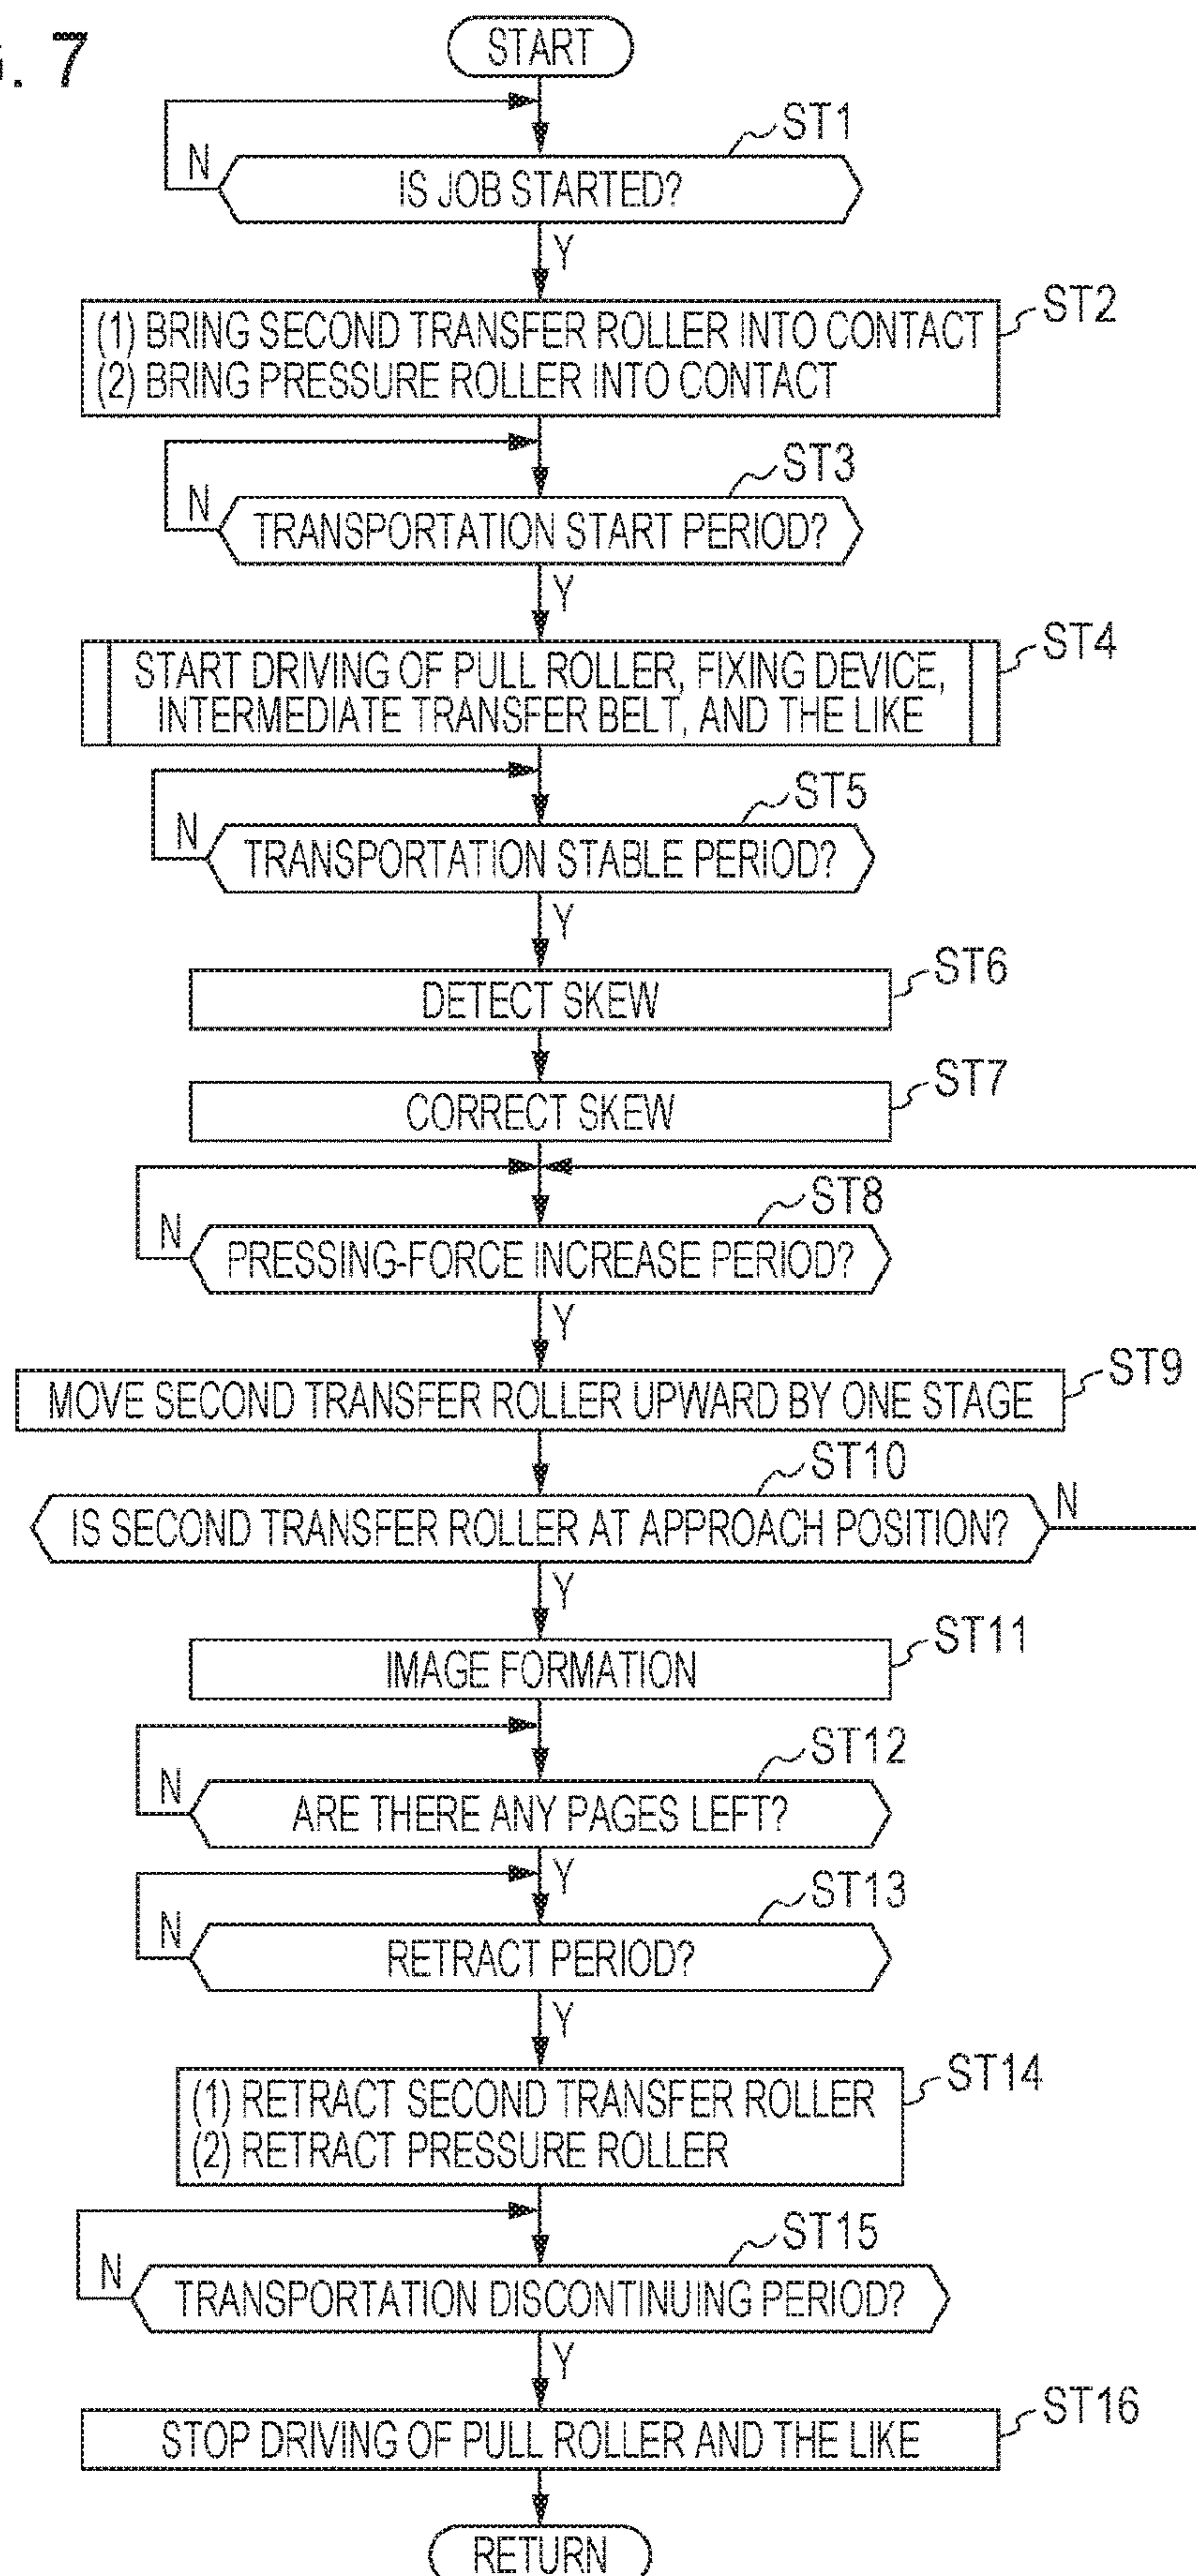 . 7
START
ST1
N
IS JOB STARTED?
Y
ST2
(1) BRING SECOND TRANSFER ROLLER INTO CONTACT
(2) BRING PRESSURE ROLLER INTO CONTACT
ST3
N
TRANSPORTATION START PERIOD?
Y
ST4
START DRIVING OF PULL ROLLER, FIXING DEVICE,
INTERMEDIATE TRANSFER BELT, AND THE LIKE
ST5
N
TRANSPORTATION STABLE PERIOD?
Y
ST6
DETECT SKEW
ST7
CORRECT SKEW
ST8
N
PRESSING-FORCE INCREASE PERIOD?
Y
ST9
MOVE SECOND TRANSFER ROLLER UPWARD BY ONE STAGE
ST10
IS SECOND TRANSFER ROLLER AT APPROACH POSITION?
N
Y
ST11
IMAGE FORMATION
ST12
N
ARE THERE ANY PAGES LEFT?
Y
ST13
N
RETRACT PERIOD?
Y
ST14
(1) RETRACT SECOND TRANSFER ROLLER
(2) RETRACT PRESSURE ROLLER
ST15
N
TRANSPORTATION DISCONTINUING PERIOD?
Y
ST16
STOP DRIVING OF PULL ROLLER AND THE LIKE
RETURN